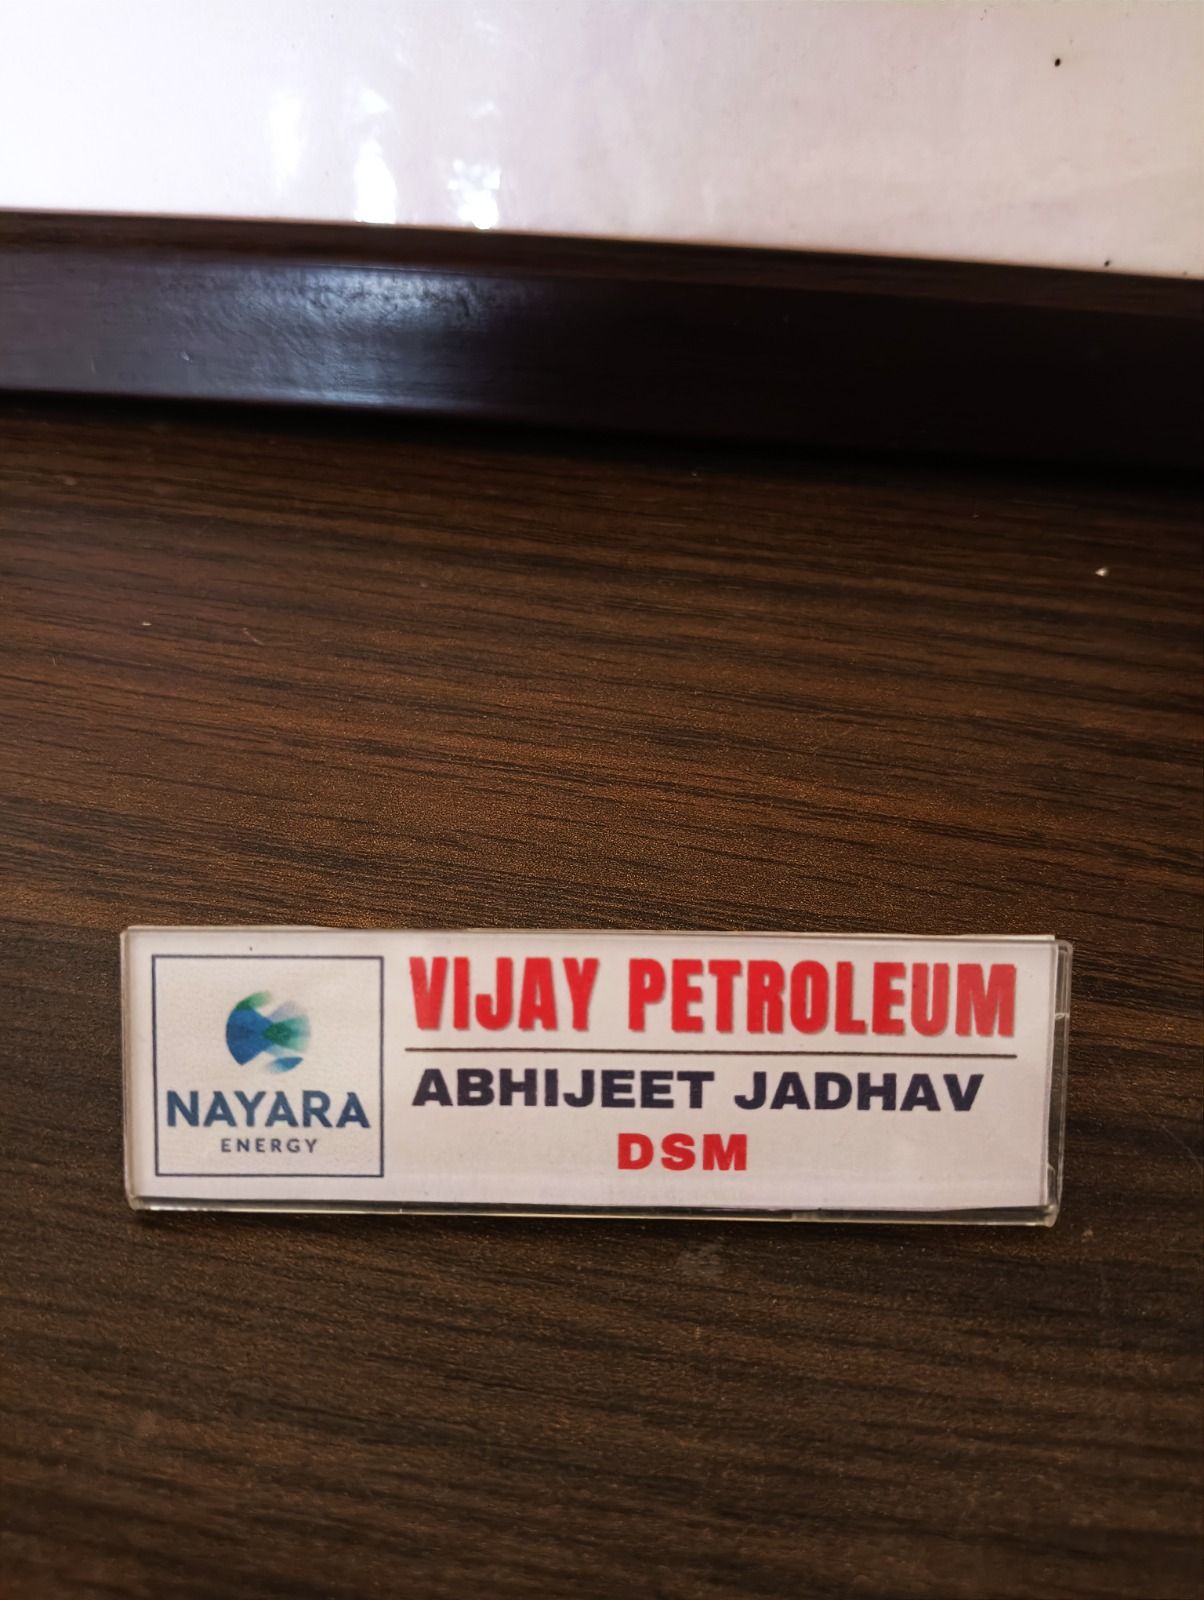 NAYARA
ENERGY
VIJAY PETROLEUM
ABHIJEET JADHAV
DSM